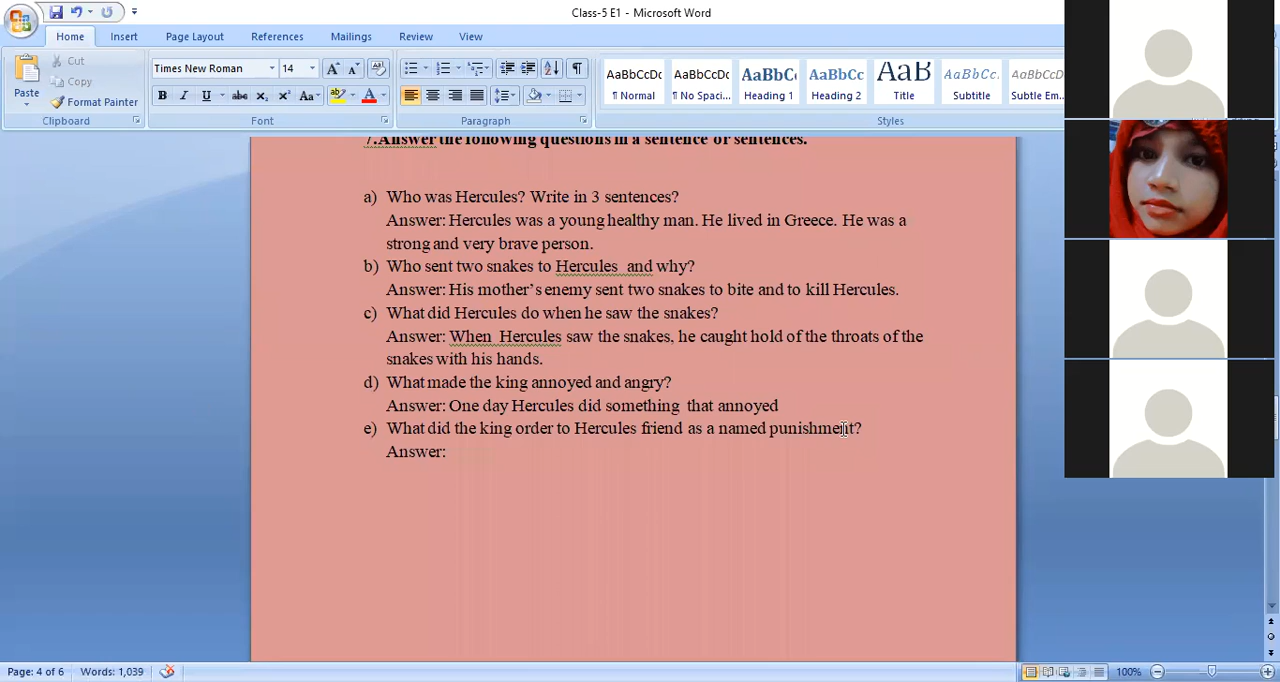 Class-5 E1 - Microsoft Word
Home Insert Page Layout References Mailings Review View
Paste
Cut
Copy
Format Painter
Clipboard
Times New Roman 14
Font
Paragraph
AaBbCcDc AaBbCcDc AaBbC AaBbCc AaB AaBbCc. AaBbCcD
¶ Normal ¶ No Spaci... Heading 1 Heading 2 Title Subtitle Subtle Em...
Styles
7.Answer the following questions in a sentence or sentences.
a) Who was Hercules? Write in 3 sentences?
Answer: Hercules was a young healthy man. He lived in Greece. He was a
strong and very brave person.
b) Who sent two snakes to Hercules and why?
Answer: His mother's enemy sent two snakes to bite and to kill Hercules.
c) What did Hercules do when he saw the snakes?
Answer: When Hercules saw the snakes, he caught hold of the throats of the
snakes with his hands.
d) What made the king annoyed and angry?
Answer: One day Hercules did something that annoyed
e) What did the king order to Hercules friend as a named punishment?
Answer:
Page: 4 of 6 Words: 1,039 100%